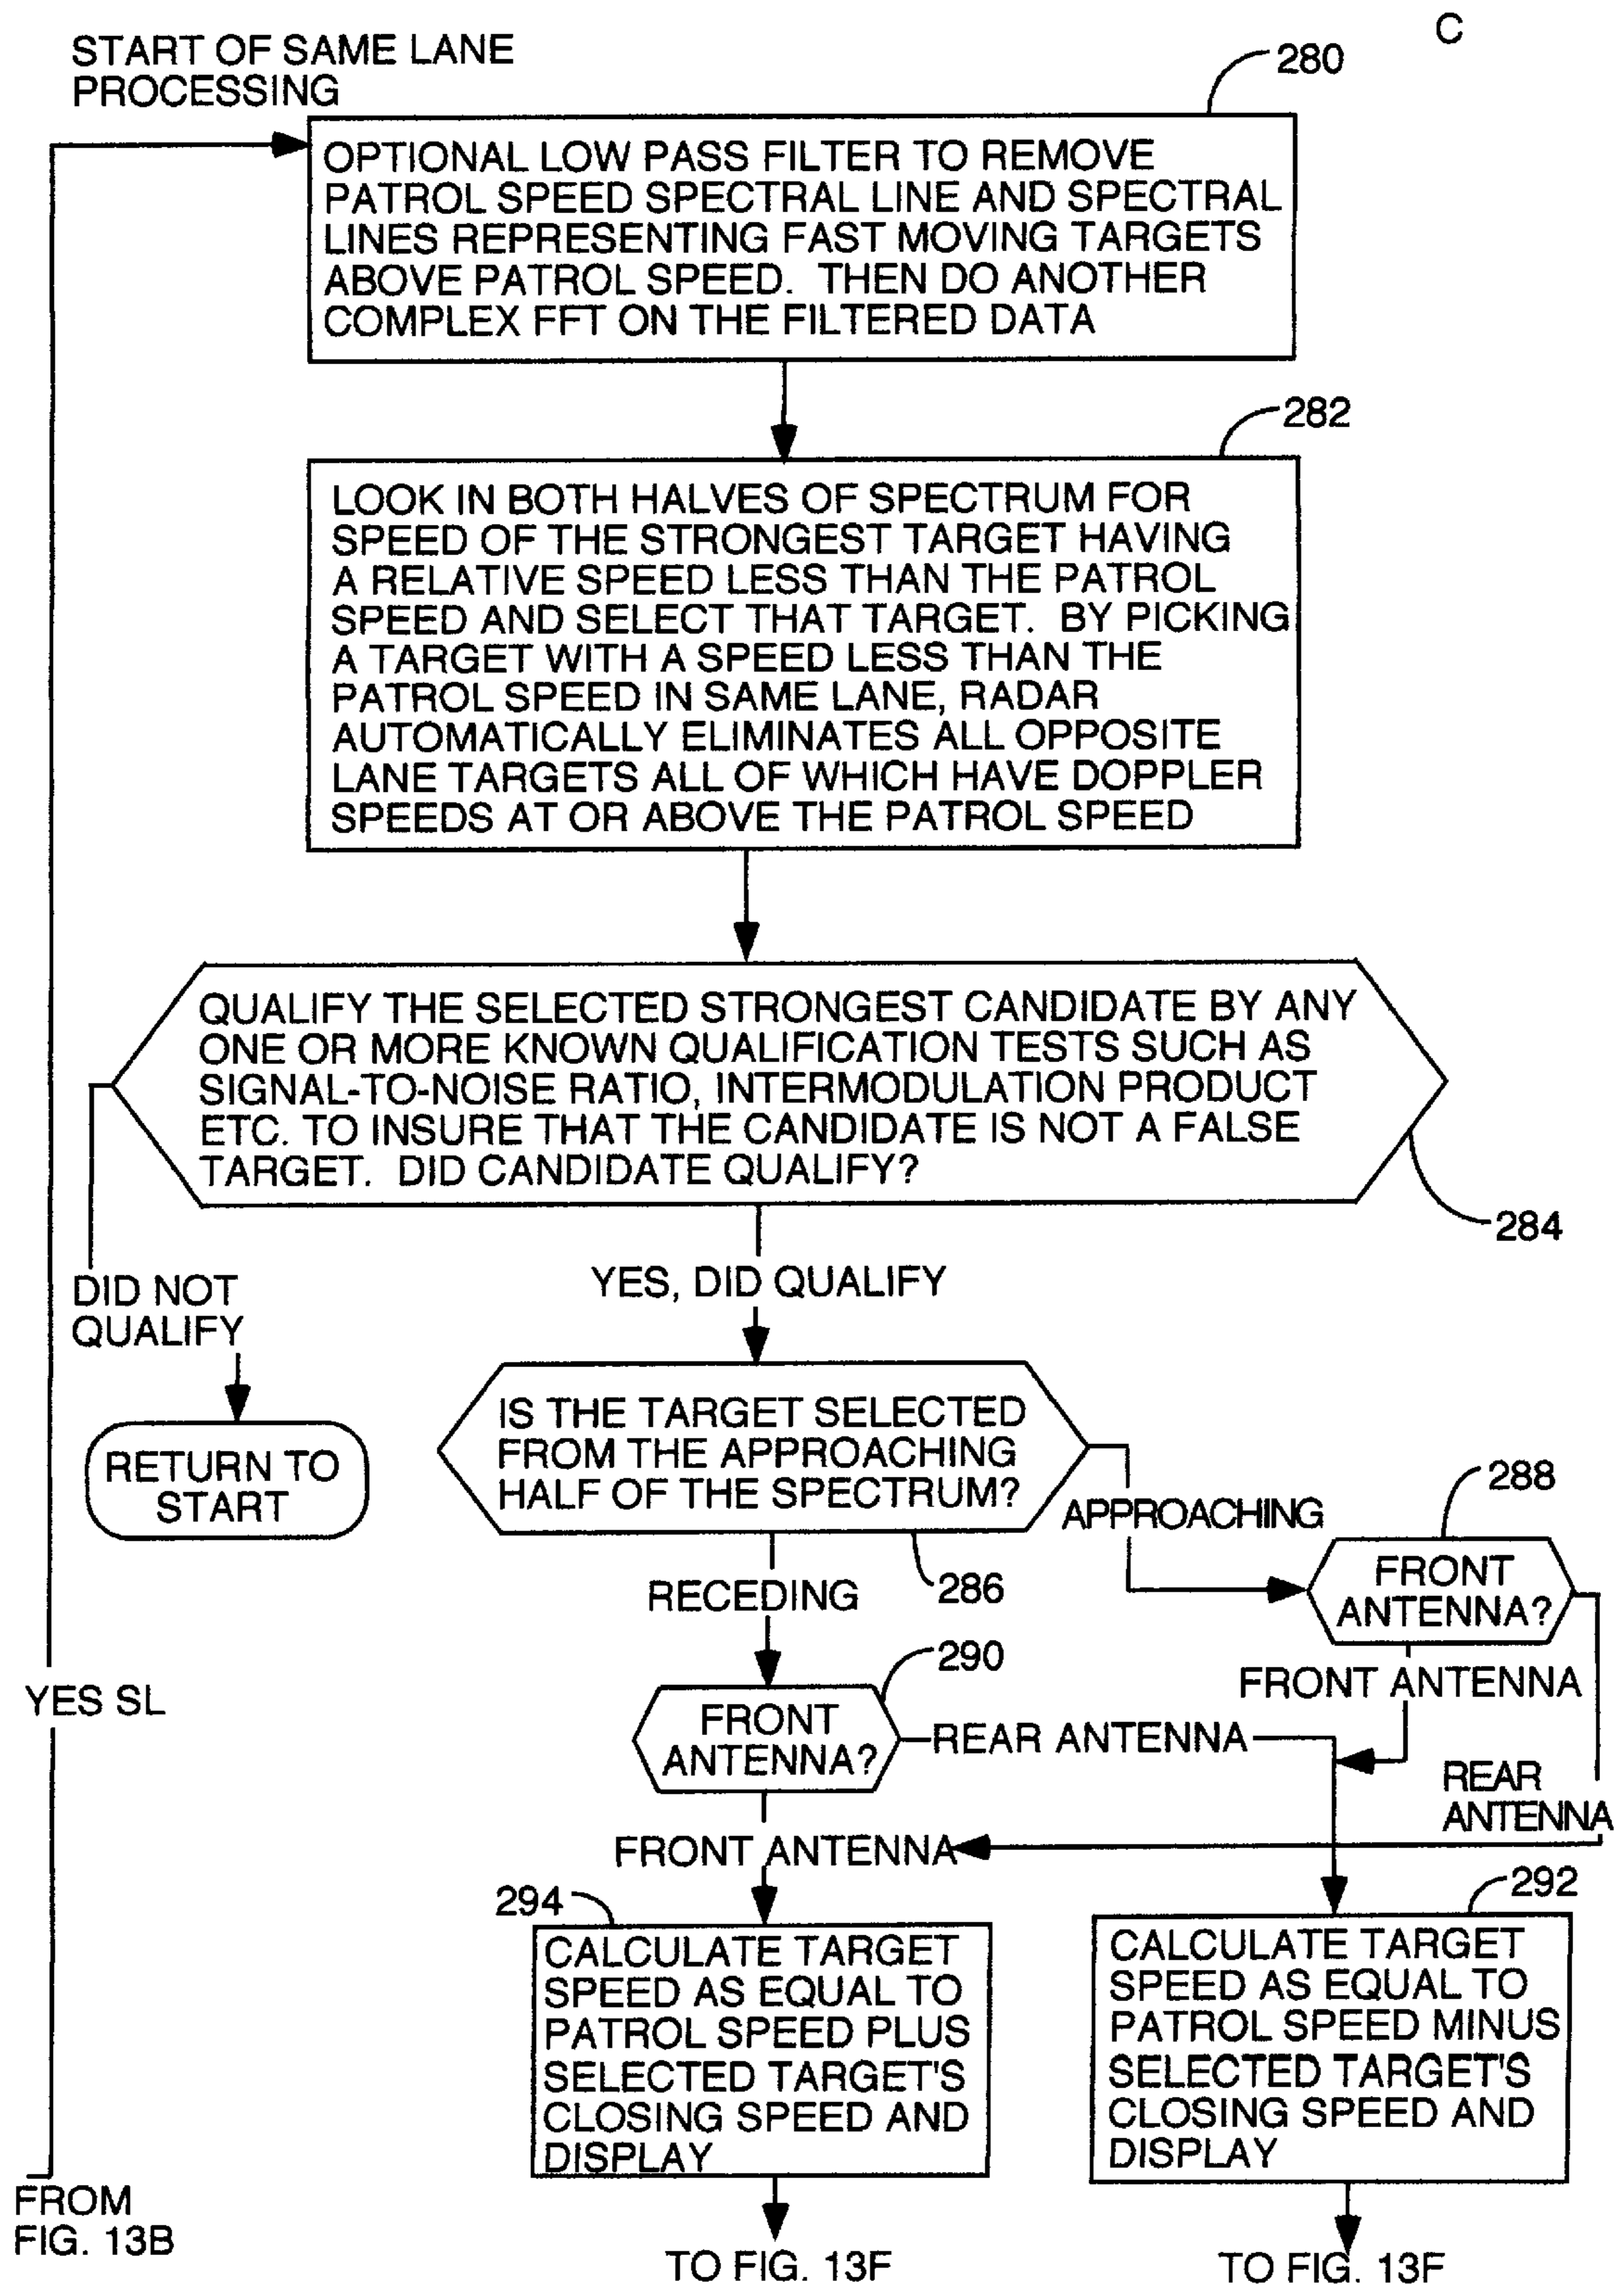 C
START OF SAME LANE
PROCESSING
280
OPTIONAL LOW PASS FILTER TO REMOVE
PATROL SPEED SPECTRAL LINE AND SPECTRAL
LINES REPRESENTING FAST MOVING TARGETS
ABOVE PATROL SPEED. THEN DO ANOTHER
COMPLEX FFT ON THE FILTERED DATA
282
LOOK IN BOTH HALVES OF SPECTRUM FOR
SPEED OF THE STRONGEST TARGET HAVING
A RELATIVE SPEED LESS THAN THE PATROL
SPEED AND SELECT THAT TARGET. BY PICKING
A TARGET WITH A SPEED LESS THAN THE
PATROL SPEED IN SAME LANE, RADAR
AUTOMATICALLY ELIMINATES ALL OPPOSITE
LANE TARGETS ALL OF WHICH HAVE DOPPLER
SPEEDS AT OR ABOVE THE PATROL SPEED
QUALIFY THE SELECTED STRONGEST CANDIDATE BY ANY
ONE OR MORE KNOWN QUALIFICATION TESTS SUCH AS
SIGNAL-TO-NOISE RATIO, INTERMODULATION PRODUCT
ETC. TO INSURE THAT THE CANDIDATE IS NOT A FALSE
TARGET. DID CANDIDATE QUALIFY?
284
DID NOT
QUALIFY
YES, DID QUALIFY
RETURN TO
START
IS THE TARGET SELECTED
FROM THE APPROACHING
HALF OF THE SPECTRUM?
286
APPROACHING
288
FRONT
ANTENNA?
RECEDING
290
FRONT
ANTENNA?
REAR ANTENNA
FRONT ANTENNA
REAR
ANTENNA
YES SL
FRONT ANTENNA
294
CALCULATE TARGET
SPEED AS EQUAL TO
PATROL SPEED PLUS
SELECTED TARGET'S
CLOSING SPEED AND
DISPLAY
292
CALCULATE TARGET
SPEED AS EQUAL TO
PATROL SPEED MINUS
SELECTED TARGET'S
CLOSING SPEED AND
DISPLAY
FROM
FIG. 13B
TO FIG. 13F
TO FIG. 13F